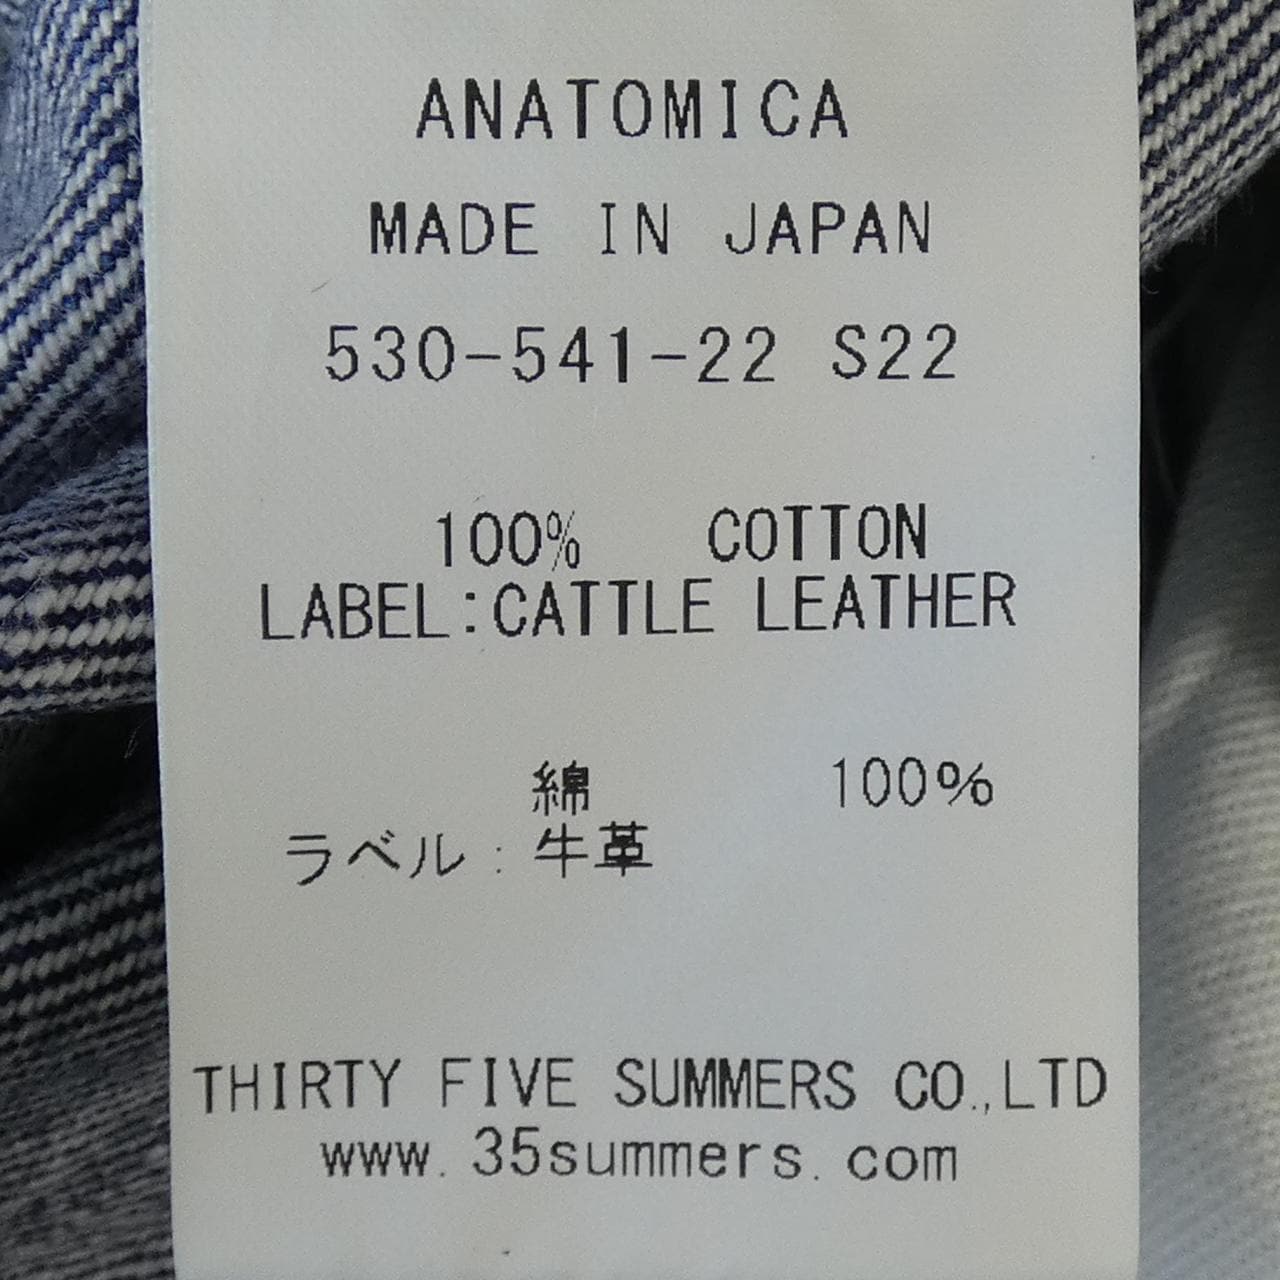 ANATOMICA
MADE IN JAPAN
530-541-22 S22
100% COTTON
LABEL:CATTLE LEATHER
綿 100%
ラベル:牛革
THIRTY FIVE SUMMERS CO.,LTD
www.35summers.com